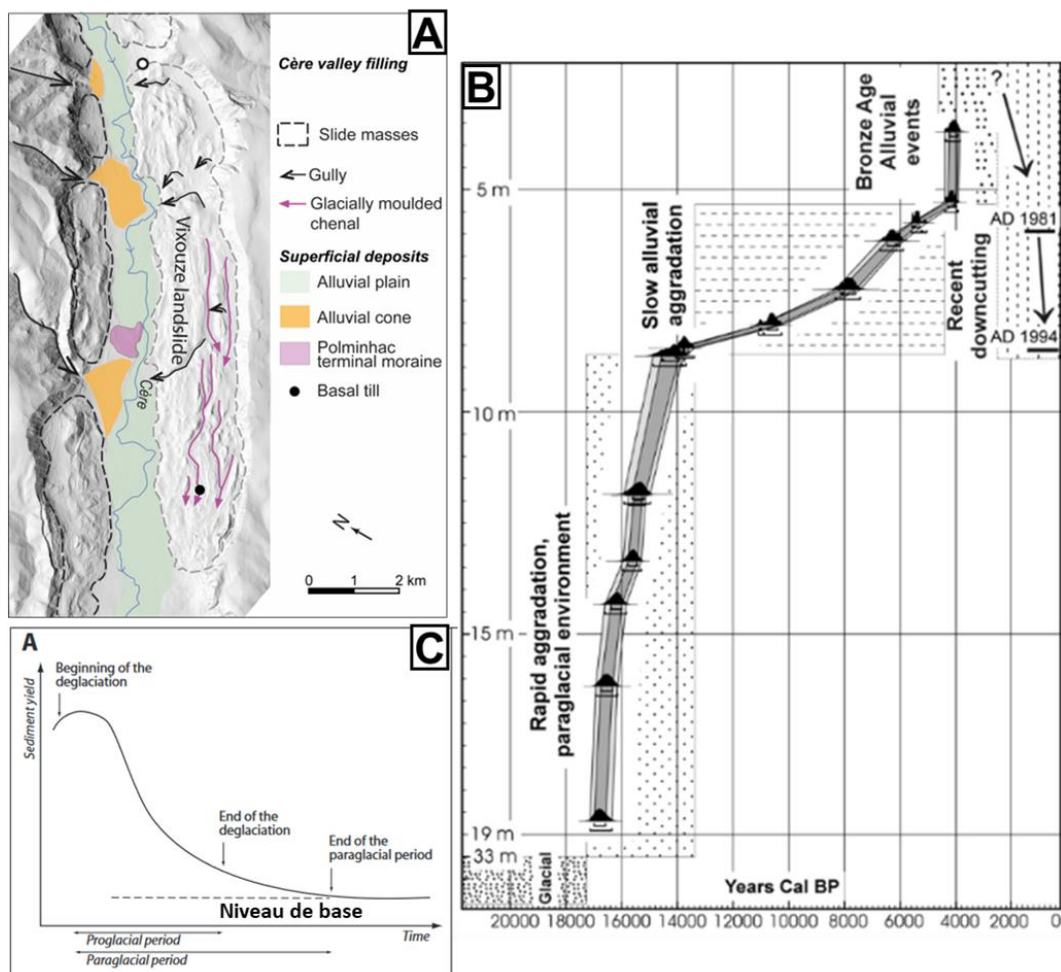 A
Cère valley filling
Slide masses
Gully
Glacially moulded
chenal
Superficial deposits
Alluvial plain
Alluvial cone
Polminhac
terminal moraine
Basal till
Vixouze landslide
Cère
N
0 1 2 km
B
5 m
10 m
15 m
19 m
33 m
Rapid aggradation,
paraglacial environment
Slow alluvial
aggradation
Bronze Age
Alluvial
events
Recent
downcutting
?
AD 1981
AD 1994
Glacial
Years Cal BP
20000 18000 16000 14000 12000 10000 8000 6000 4000 2000 0
C
A
Sediment yield
Beginning of the
deglaciation
End of the
deglaciation
End of the
paraglacial period
Niveau de base
Time
Proglacial period
Paraglacial period